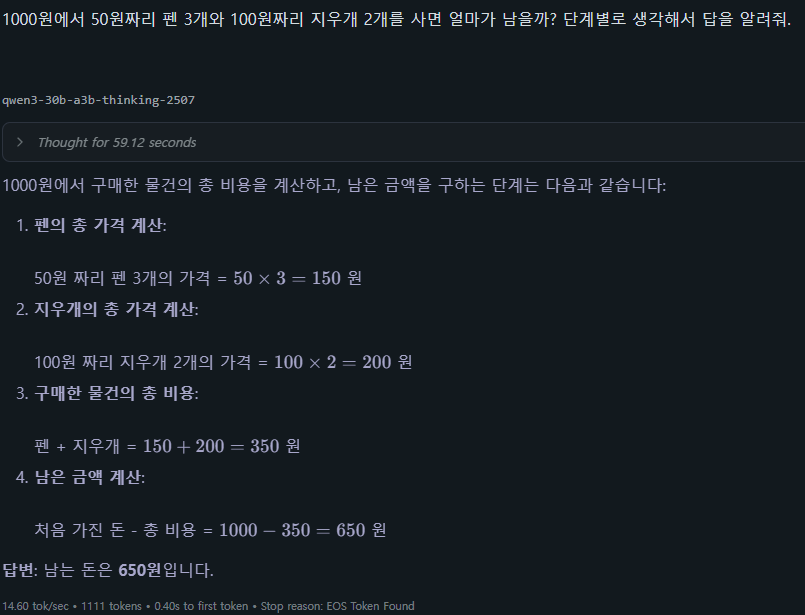 1000원에서 50원짜리 펜 3개와 100원짜리 지우개 2개를 사면 얼마가 남을까? 단계별로 생각해서 답을 알려줘.
qwen3-30b-a3b-thinking-2507
Thought for 59.12 seconds
1000원에서 구매한 물건의 총 비용을 계산하고, 남은 금액을 구하는 단계는 다음과 같습니다:
1. 펜의 총 가격 계산:
50원 짜리 펜 3개의 가격 = 50 × 3 = 150 원
2. 지우개의 총 가격 계산:
100원 짜리 지우개 2개의 가격 = 100 × 2 = 200 원
3. 구매한 물건의 총 비용:
펜 + 지우개 = 150 + 200 = 350 원
4. 남은 금액 계산:
처음 가진 돈 - 총 비용 = 1000 − 350 = 650 원
답변: 남는 돈은 650원입니다.
14.60 tok/sec • 1111 tokens • 0.40s to first token • Stop reason: EOS Token Found